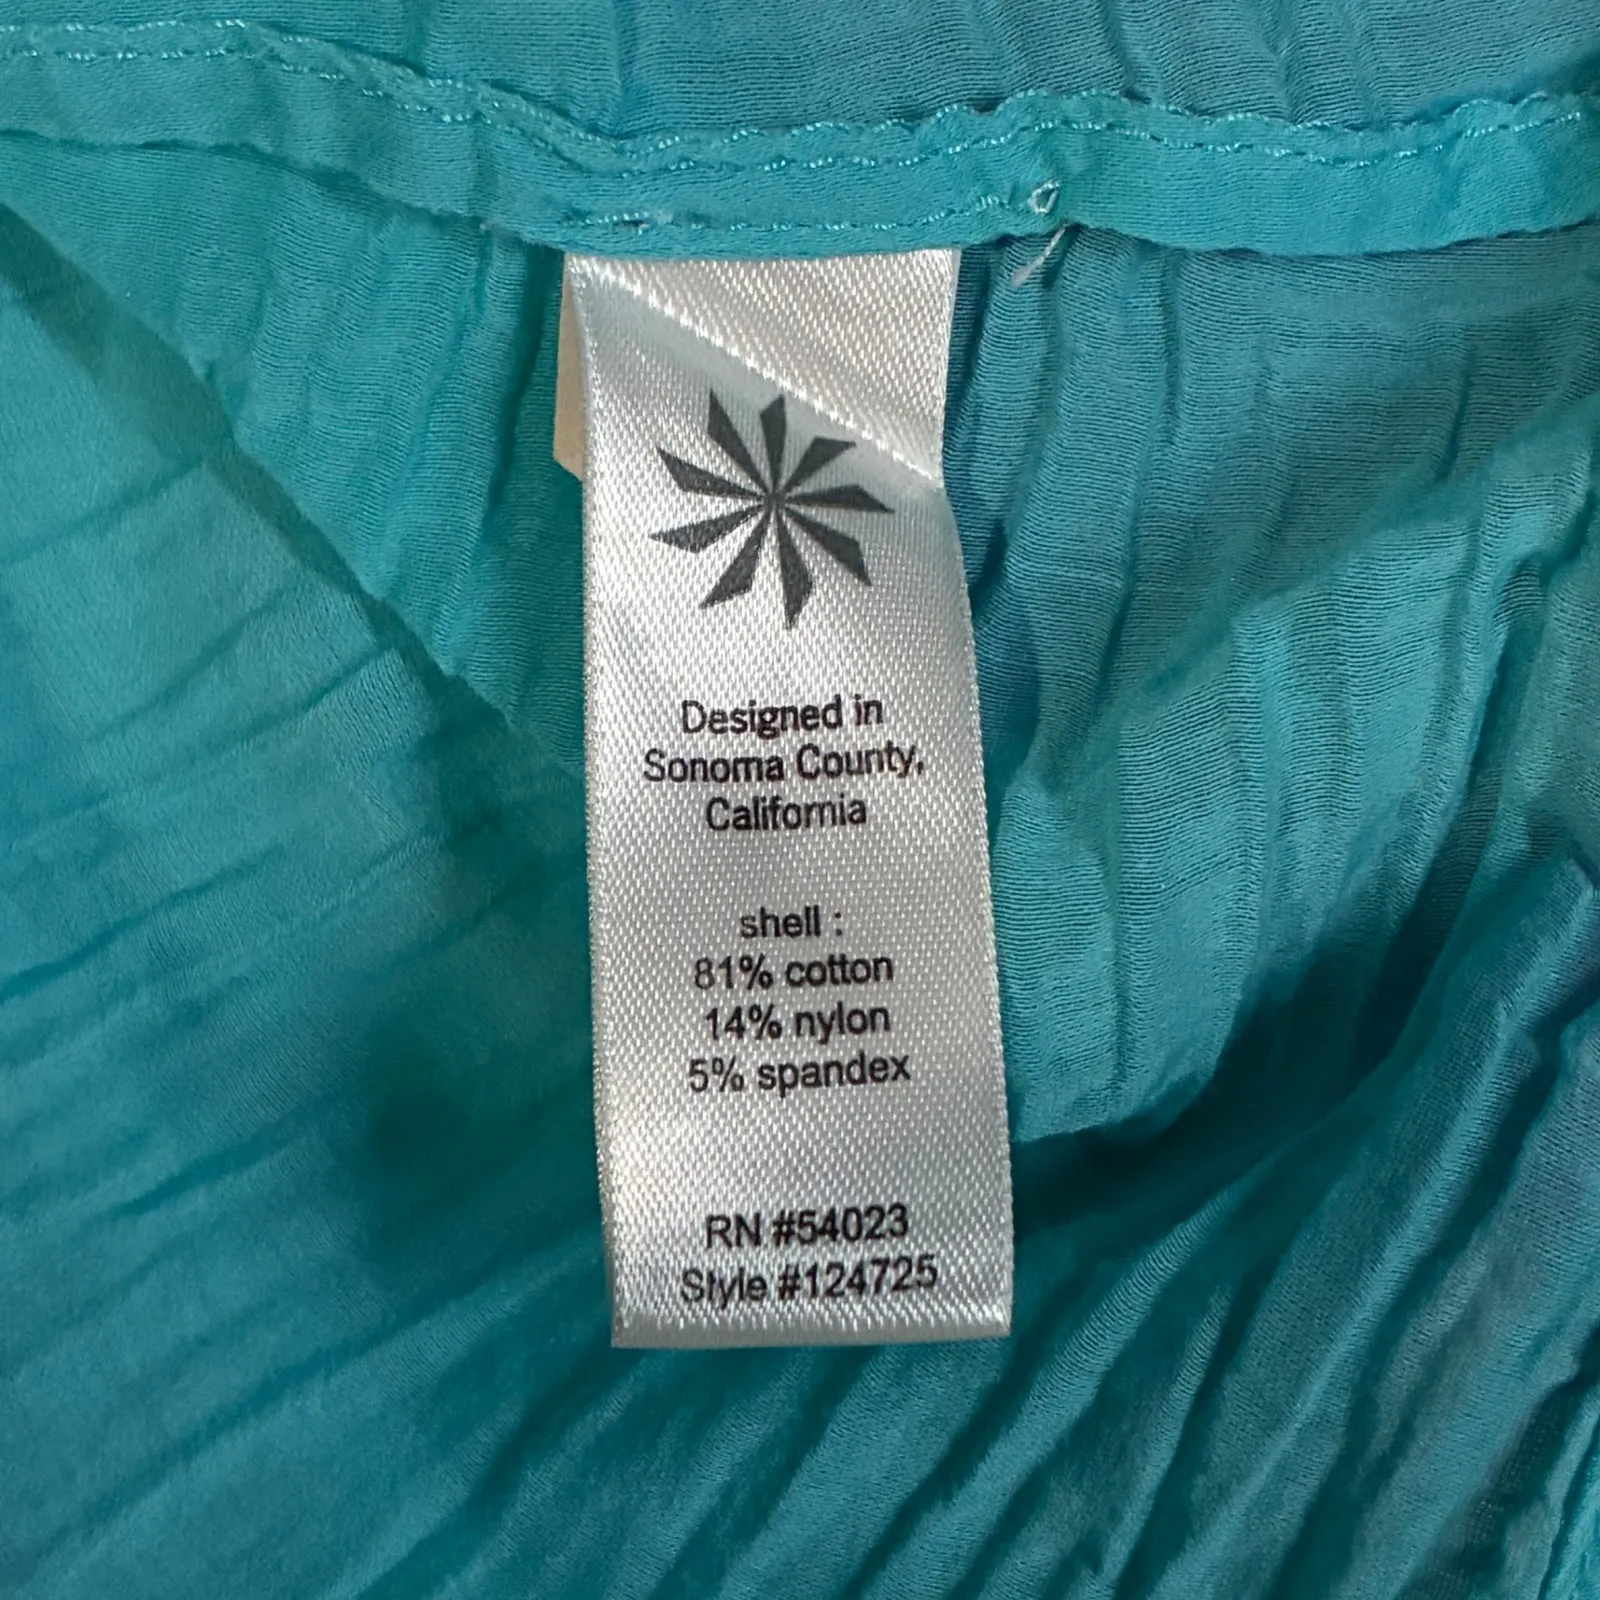 Designed in
Sonoma County,
California
shell :
81% cotton
14% nylon
5% spandex
RN #54023
Style #124725